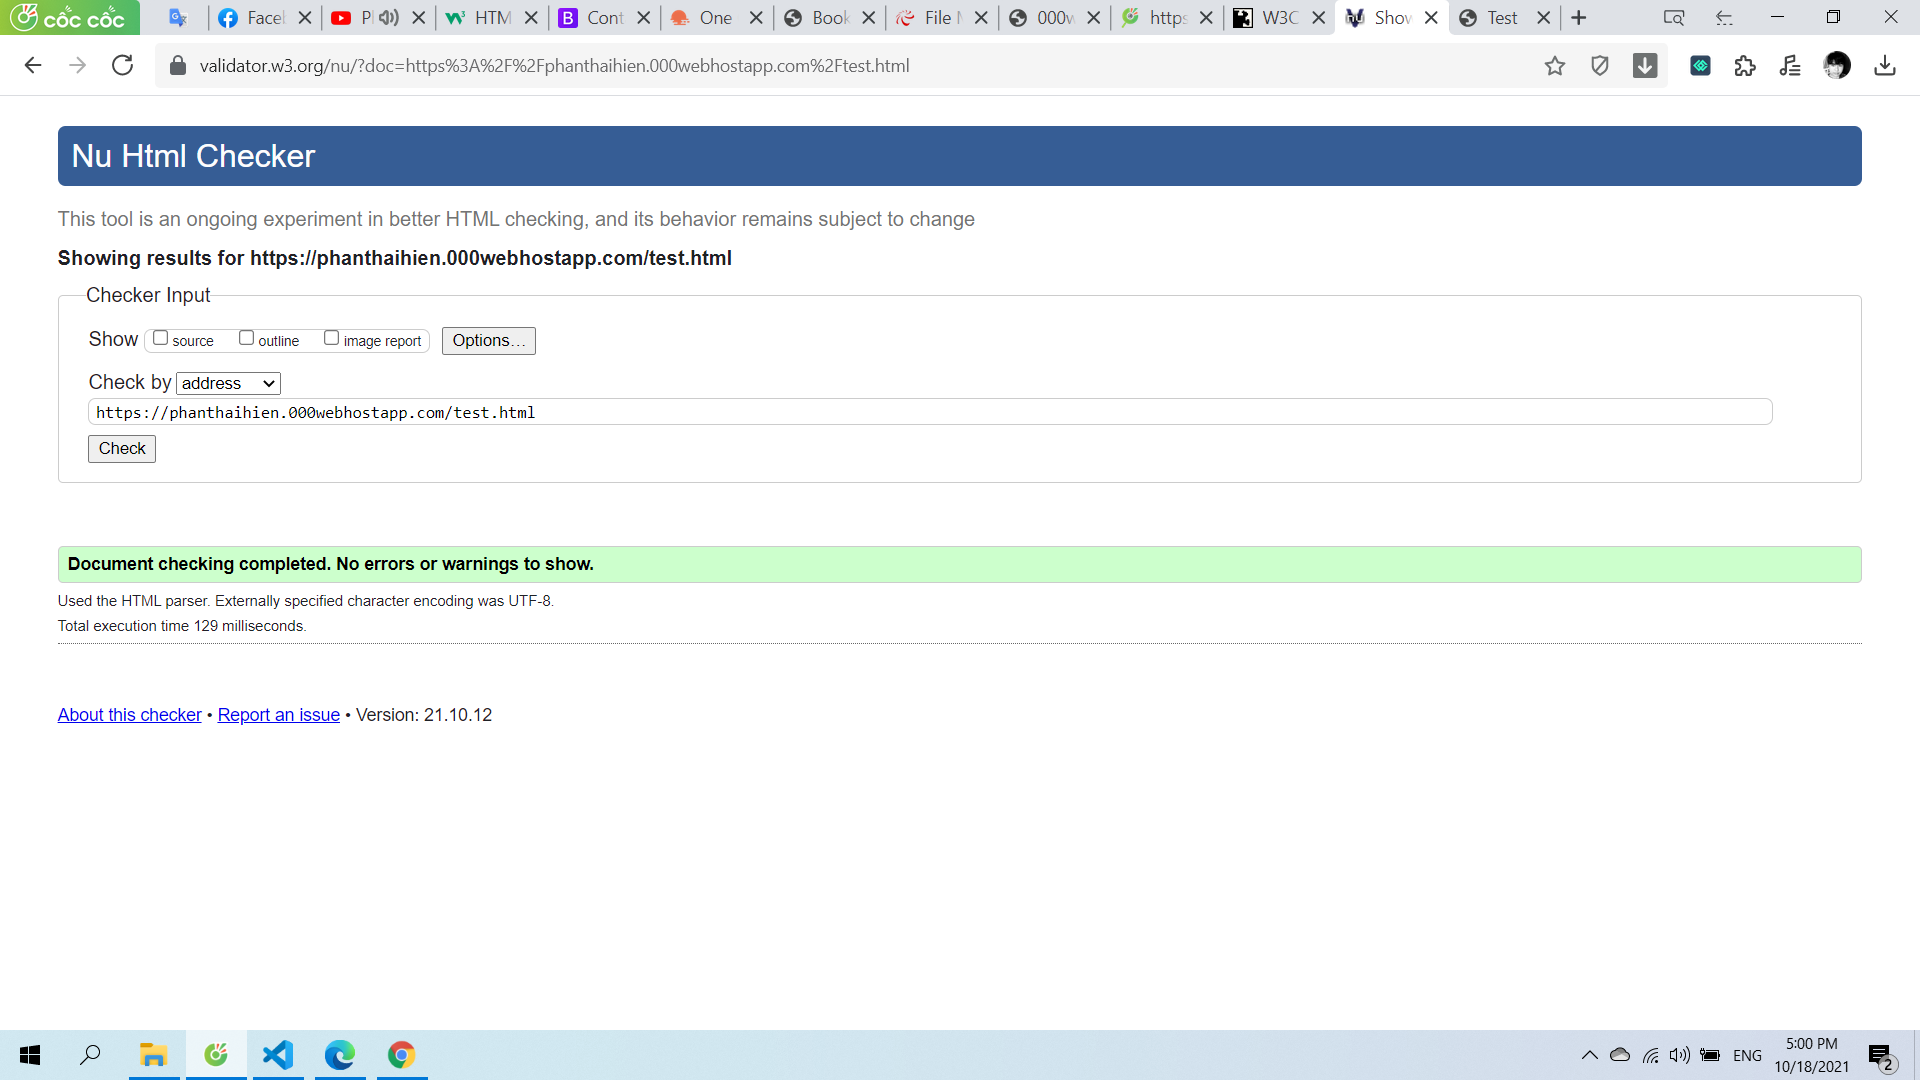 cốc cốc
Facel
Pl
HTM
Cont
One
Book
File M
000w
https
W3C
Show
Test
validator.w3.org/nu/?doc=https%3A%2F%2Fphanthaihien.000webhostapp.com%2Ftest.html
Nu Html Checker
This tool is an ongoing experiment in better HTML checking, and its behavior remains subject to change
Showing results for https://phanthaihien.000webhostapp.com/test.html
Checker Input
Show source outline image report Options...
Check by address
https://phanthaihien.000webhostapp.com/test.html
Check
Document checking completed. No errors or warnings to show.
Used the HTML parser. Externally specified character encoding was UTF-8.
Total execution time 129 milliseconds.
About this checker • Report an issue • Version: 21.10.12
ENG
5:00 PM
10/18/2021
2